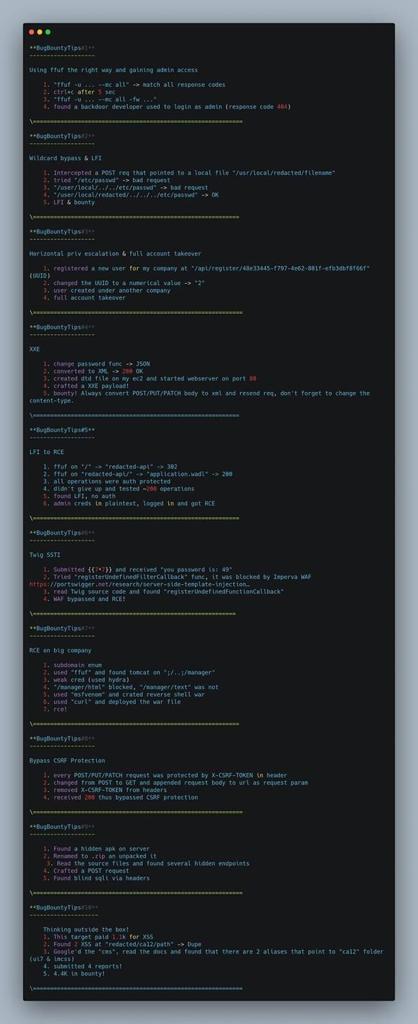 **BugBountyTips#1**
--------------------
Using ffuf the right way and gaining admin access
1. "ffuf -u ... --mc all" -> match all response codes
2. ctrl+c after 5 sec
3. "ffuf -u ... --mc all -fw ..."
4. found a backdoor developer used to login as admin (response code 404)
\==============================================================
**BugBountyTips#2**
--------------------
Wildcard bypass & LFI
1. Intercepted a POST req that pointed to a local file "/usr/local/redacted/filename"
2. tried "/etc/passwd" -> bad request
3. "/user/local/../../etc/passwd" -> bad request
4. "/user/local/redacted/../../../etc/passwd" -> OK
5. LFI & bounty
\==============================================================
**BugBountyTips#3**
--------------------
Horizontal priv escalation & full account takeover
1. registered a new user for my company at "/api/register/48e33445-f797-4e62-881f-efb3dbf8f66f"
(UUID)
2. changed the UUID to a numerical value -> "2"
3. user created under another company
4. full account takeover
\==============================================================
**BugBountyTips#4**
--------------------
XXE
1. change password func -> JSON
2. converted to XML -> 200 OK
3. created dtd file on my ec2 and started webserver on port 80
4. crafted a XXE payload!
5. bounty! Always convert POST/PUT/PATCH body to xml and resend req, don't forget to change the
content-type.
\=============================================================
**BugBountyTips#5**
--------------------
LFI to RCE
1. ffuf on "/" -> "redacted-api" -> 302
2. ffuf on "redacted-api/" -> "application.wadl" -> 200
3. all operations were auth protected
4. didn't give up and tested ~200 operations
5. found LFI, no auth
6. admin creds in plaintext, logged in and got RCE
\==============================================================
**BugBountyTips#6**
--------------------
Twig SSTI
1. Submitted {{7*7}} and received "you password is: 49"
2. Tried "registerUndefinedFilterCallback" func, it was blocked by Imperva WAF
https://portswigger.net/research/server-side-template-injection…
3. read Twig source code and found "registerUndefinedFunctionCallback"
4. WAF bypassed and RCE!
\============================================================
**BugBountyTips#7**
--------------------
RCE on big company
1. subdomain enum
2. used "ffuf" and found tomcat on "/;/..;/manager"
3. weak cred (used hydra)
4. "/manager/html" blocked, "/manager/text" was not
5. used "msfvenom" and crated reverse shell war
6. used "curl" and deployed the war file
7. rce!
\==============================================================
**BugBountyTips#8**
--------------------
Bypass CSRF Protection
1. every POST/PUT/PATCH request was protected by X-CSRF-TOKEN in header
2. changed from POST to GET and appended request body to url as request param
3. removed X-CSRF-TOKEN from headers
4. received 200 thus bypassed CSRF protection
\==============================================================
**BugBountyTips#9**
--------------------
1. Found a hidden apk on server
2. Renamed to .zip an unpacked it
3. Read the source files and found several hidden endpoints
4. Crafted a POST request
5. Found blind sqli via headers
\==============================================================
**BugBountyTips#10**
--------------------
Thinking outside the box!
1. This target paid 1.1k for XSS
2. Found 2 XSS at "redacted/ca12/path" -> Dupe
3. Google'd the "cms", read the docs and found that there are 2 aliases that point to "ca12" folder
(ui7 & imcss)
4. submitted 4 reports!
5. 4.4K in bounty!
\==============================================================